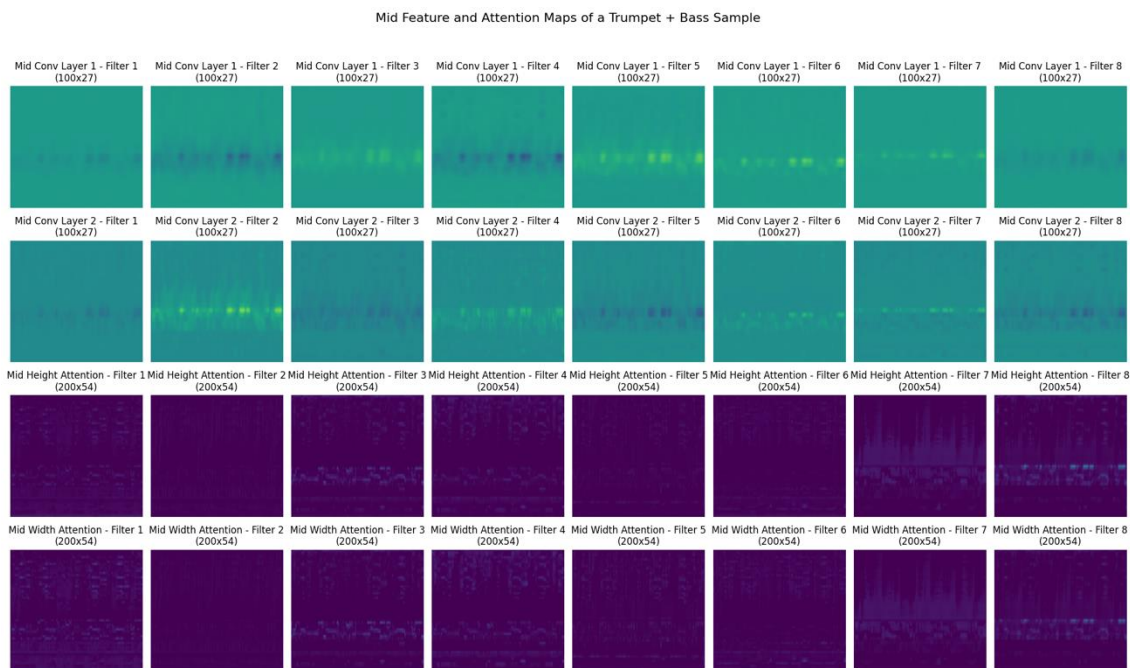 Mid Feature and Attention Maps of a Trumpet + Bass Sample
Mid Conv Layer 1 - Filter 1 Mid Conv Layer 1 - Filter 2 Mid Conv Layer 1 - Filter 3 Mid Conv Layer 1 - Filter 4 Mid Conv Layer 1 - Filter 5 Mid Conv Layer 1 - Filter 6 Mid Conv Layer 1 - Filter 7 Mid Conv Layer 1 - Filter 8
(100x27) (100x27) (100x27) (100x27) (100x27) (100x27) (100x27) (100x27)
Mid Conv Layer 2 - Filter 1 Mid Conv Layer 2 - Filter 2 Mid Conv Layer 2 - Filter 3 Mid Conv Layer 2 - Filter 4 Mid Conv Layer 2 - Filter 5 Mid Conv Layer 2 - Filter 6 Mid Conv Layer 2 - Filter 7 Mid Conv Layer 2 - Filter 8
(100x27) (100x27) (100x27) (100x27) (100x27) (100x27) (100x27) (100x27)
Mid Height Attention - Filter 1 Mid Height Attention - Filter 2 Mid Height Attention - Filter 3 Mid Height Attention - Filter 4 Mid Height Attention - Filter 5 Mid Height Attention - Filter 6 Mid Height Attention - Filter 7 Mid Height Attention - Filter 8
(200x54) (200x54) (200x54) (200x54) (200x54) (200x54) (200x54) (200x54)
Mid Width Attention - Filter 1 Mid Width Attention - Filter 2 Mid Width Attention - Filter 3 Mid Width Attention - Filter 4 Mid Width Attention - Filter 5 Mid Width Attention - Filter 6 Mid Width Attention - Filter 7 Mid Width Attention - Filter 8
(200x54) (200x54) (200x54) (200x54) (200x54) (200x54) (200x54) (200x54)